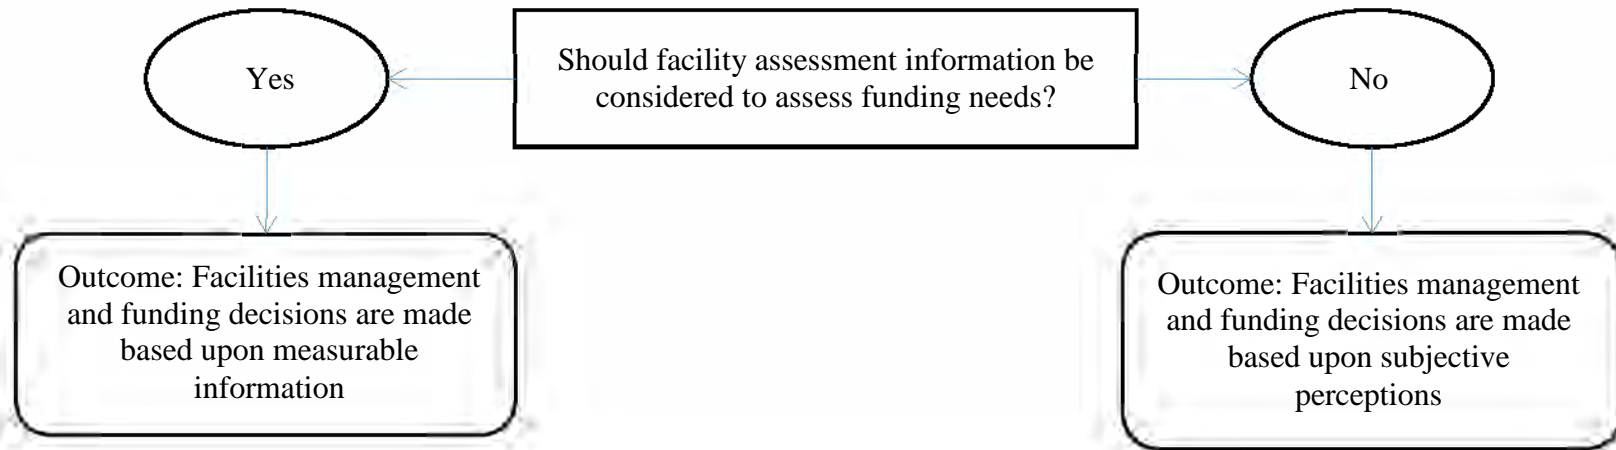 Yes
Should facility assessment information be
considered to assess funding needs?
No
Outcome: Facilities management
and funding decisions are made
based upon measurable
information
Outcome: Facilities management
and funding decisions are made
based upon subjective
perceptions